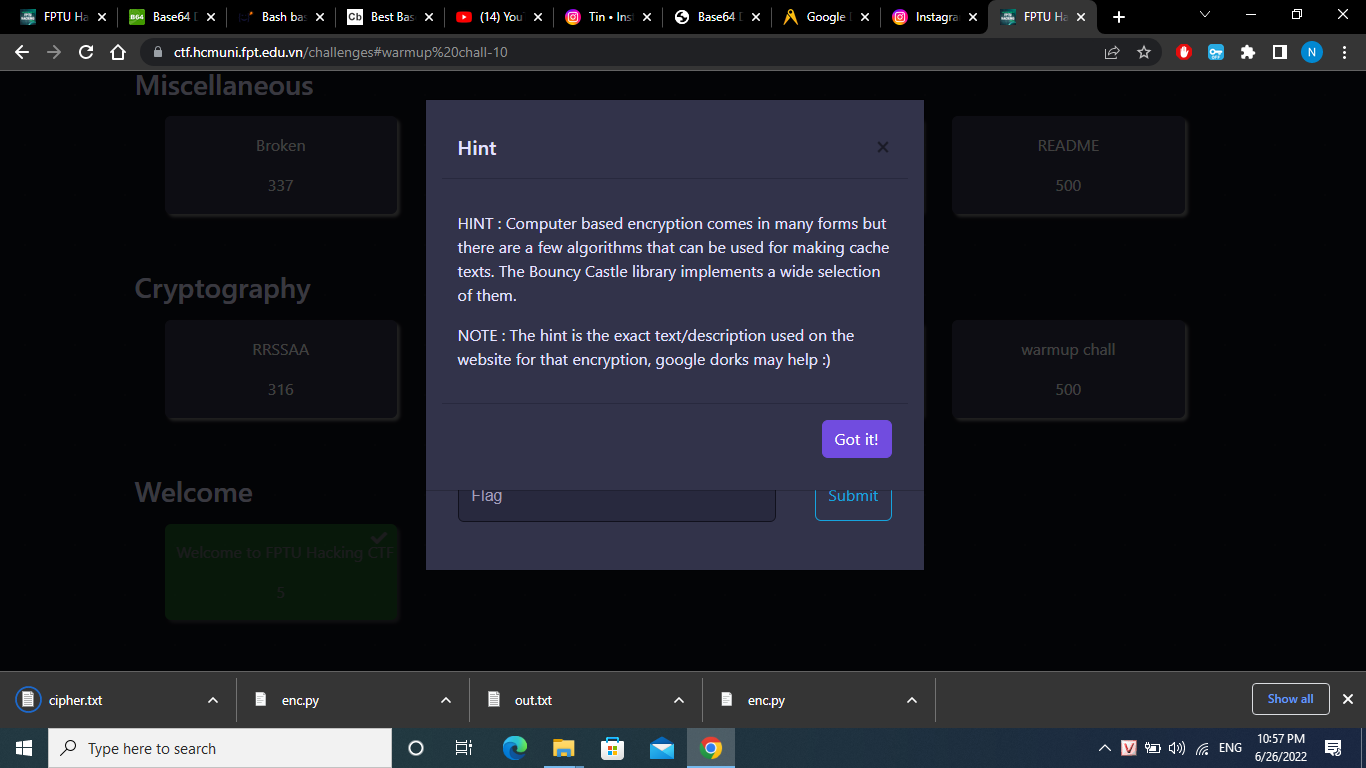 FPTU Ha
Base64 D
Bash bas
Best Bas
(14) You
Tin • Ins
Base64 D
Google
Instagra
FPTU Ha
ctf.hcmuni.fpt.edu.vn/challenges#warmup%20chall-10
N
Miscellaneous
Broken
337
README
500
Hint
HINT : Computer based encryption comes in many forms but
there are a few algorithms that can be used for making cache
texts. The Bouncy Castle library implements a wide selection
of them.
NOTE : The hint is the exact text/description used on the
website for that encryption, google dorks may help :)
Got it!
Cryptography
RRSSAA
316
warmup chall
500
Flag
Submit
Welcome
Welcome to FPTU Hacking CTF
5
cipher.txt
enc.py
out.txt
enc.py
Show all
Type here to search
V
ENG
10:57 PM
6/26/2022